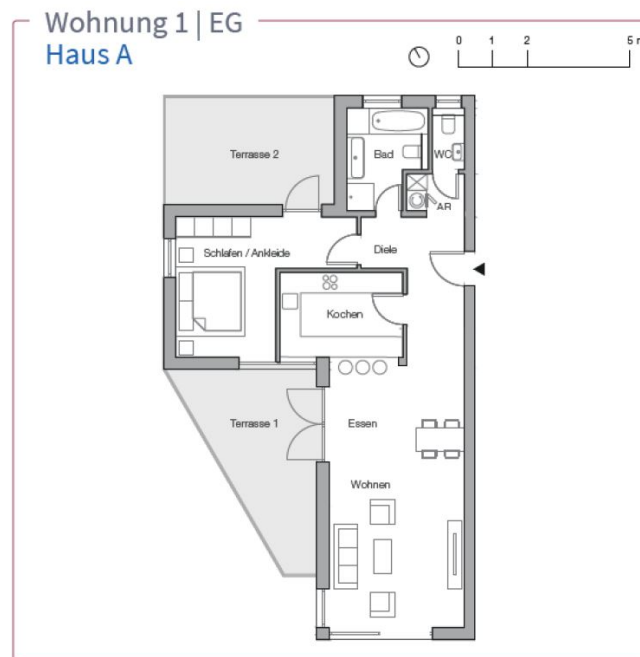 Wohnung 1 | EG
Haus A
0 1 2 5 m
Terrasse 2
Bad
WC
AR
Schlafen / Ankleide
Diele
Kochen
Terrasse 1
Essen
Wohnen